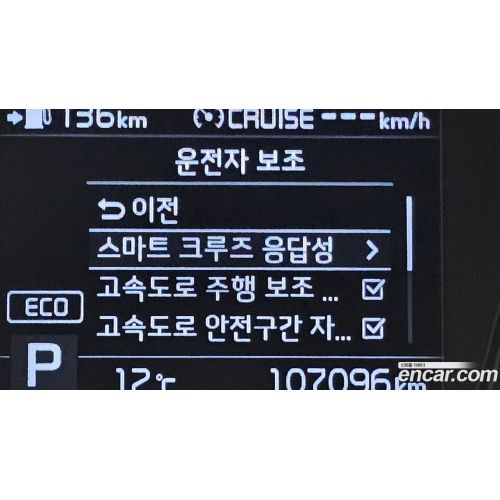 136km CRUISE ---km/h
운전자 보조
이전
스마트 크루즈 응답성 >
고속도로 주행 보조 ...
고속도로 안전구간 자...
ECO
P
12℃ 107096 km
encar.com